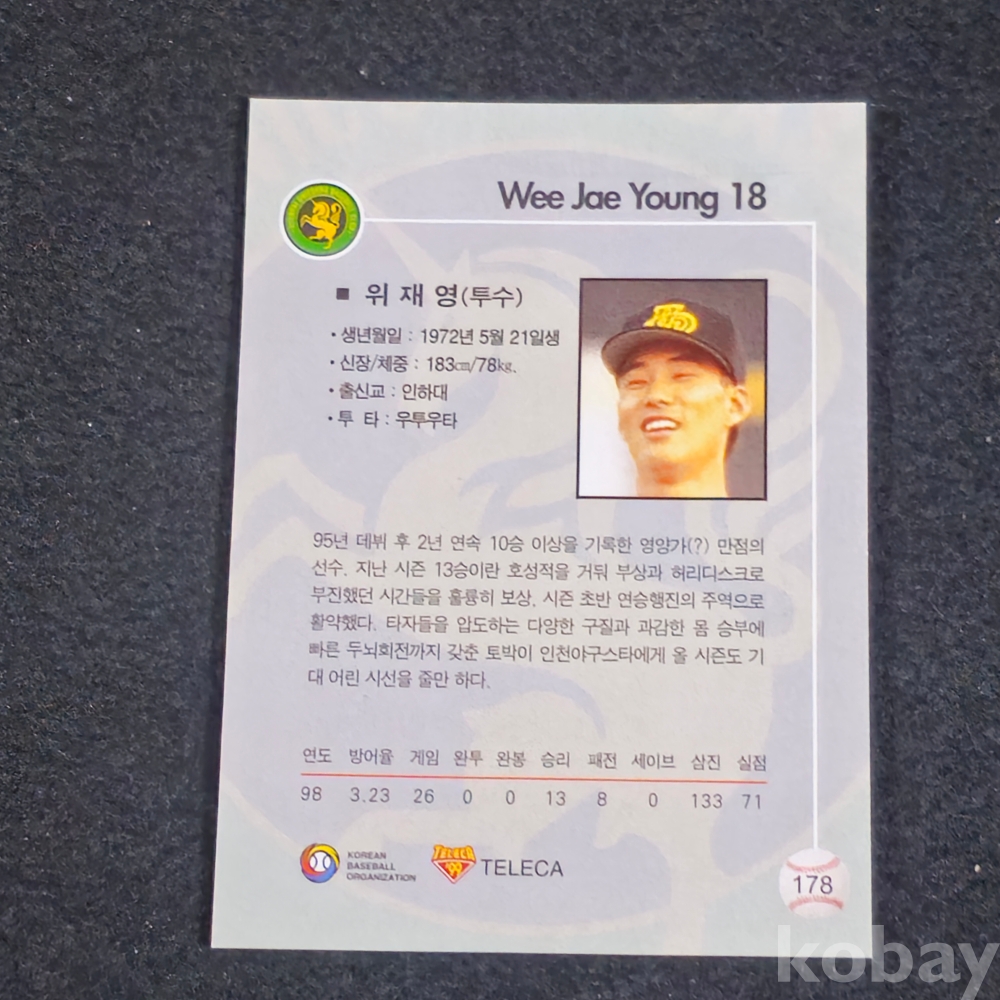 Wee Jae Young 18
■ 위 재 영(투수)
• 생년월일 : 1972년 5월 21일생
• 신장/체중 : 183㎝/78㎏.
• 출신교 : 인하대
• 투 타 : 우투우타
95년 데뷔 후 2년 연속 10승 이상을 기록한 영양가(?) 만점의
선수. 지난 시즌 13승이란 호성적을 거둬 부상과 허리디스크로
부진했던 시간들을 훌륭히 보상. 시즌 초반 연승행진의 주역으로
활약했다. 타자들을 압도하는 다양한 구질과 과감한 몸 승부에
빠른 두뇌회전까지 갖춘 토박이 인천야구스타에게 올 시즌도 기
대 어린 시선을 줄만 하다.
연도 방어율 게임 완투 완봉 승리 패전 세이브 삼진 실점
98 3.23 26 0 0 13 8 0 133 71
KOREAN
BASEBALL
ORGANIZATION
TELECA
'99
TELECA
178
kobay